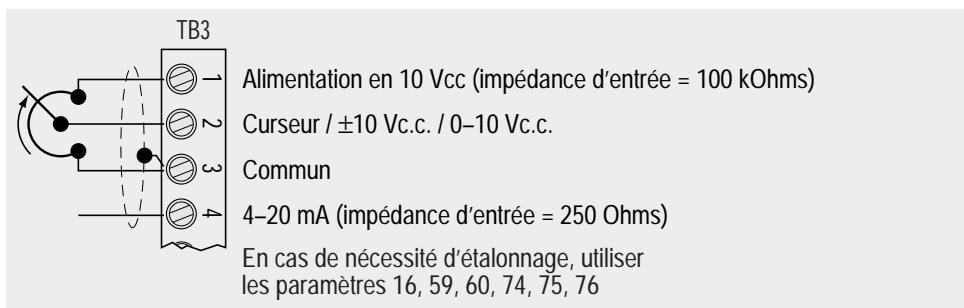 TB3
1 Alimentation en 10 Vcc (impédance d'entrée = 100 kOhms)
2 Curseur / ±10 Vc.c. / 0–10 Vc.c.
3 Commun
4 4–20 mA (impédance d'entrée = 250 Ohms)
En cas de nécessité d'étalonnage, utiliser
les paramètres 16, 59, 60, 74, 75, 76